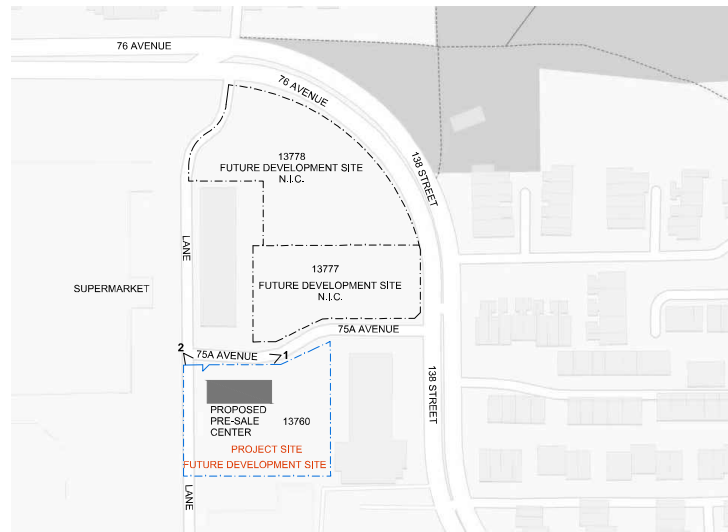 76 AVENUE
76 AVENUE
138 STREET
13778
FUTURE DEVELOPMENT SITE
N.I.C.
LANE
SUPERMARKET
13777
FUTURE DEVELOPMENT SITE
N.I.C.
75A AVENUE
2
75A AVENUE
1
138 STREET
PROPOSED
PRE-SALE
CENTER
13760
PROJECT SITE
FUTURE DEVELOPMENT SITE
LANE